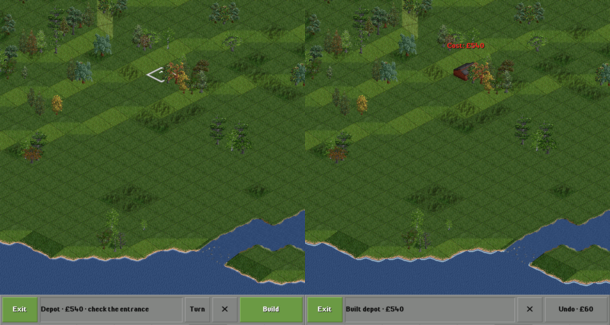 Exit
Depot - £540 - check the entrance
Turn
✕
Build
Exit
Built depot - £540
✕
Undo - £60